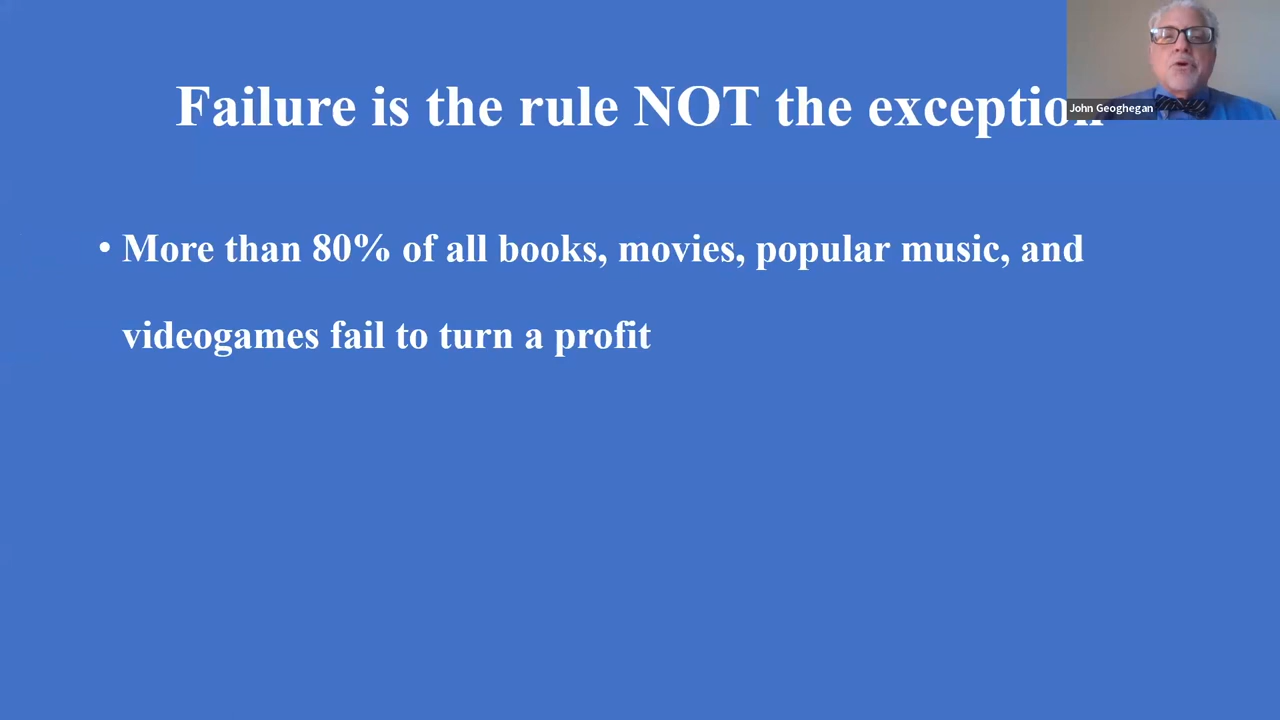 Failure is the rule NOT the exception
John Geoghegan
• More than 80% of all books, movies, popular music, and
videogames fail to turn a profit